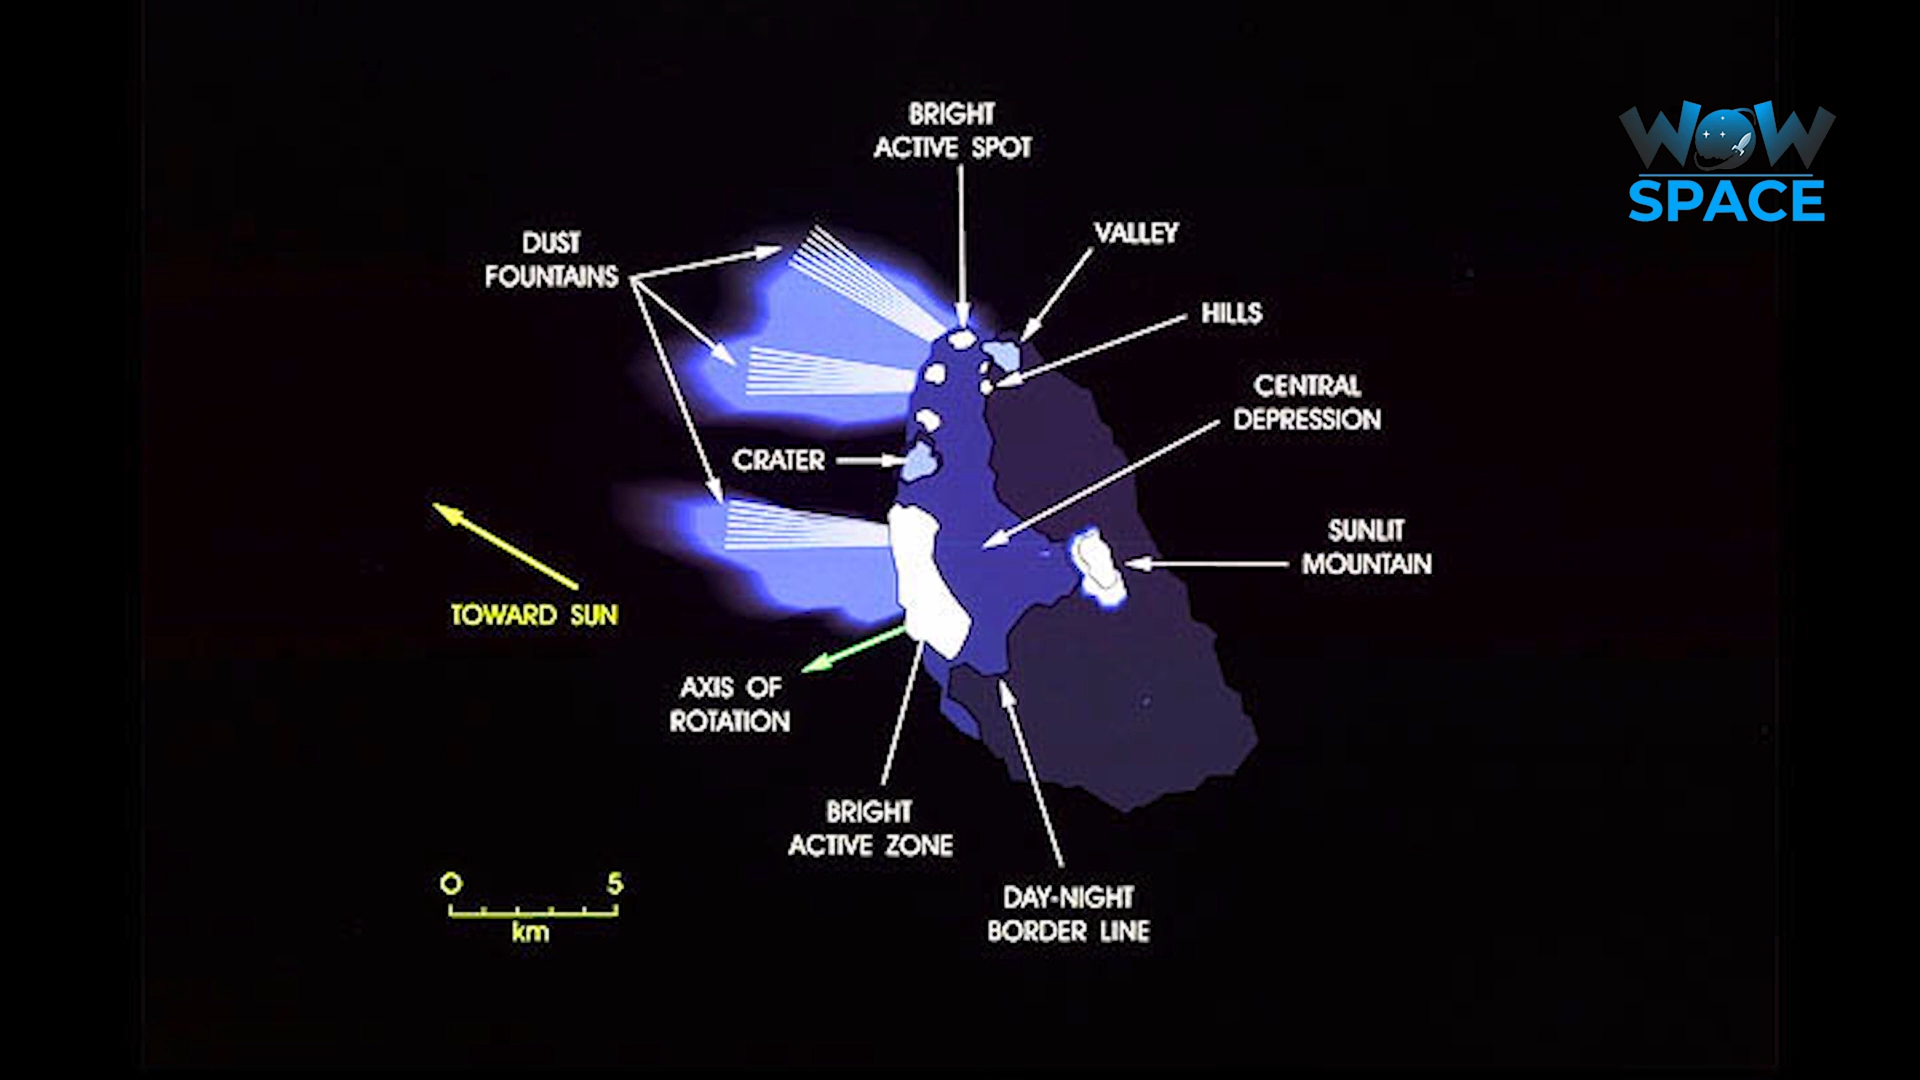 BRIGHT
ACTIVE SPOT
WOW
SPACE
VALLEY
DUST
FOUNTAINS
HILLS
CENTRAL
DEPRESSION
CRATER
SUNLIT
MOUNTAIN
TOWARD SUN
AXIS OF
ROTATION
BRIGHT
ACTIVE ZONE
0 5
km
DAY-NIGHT
BORDER LINE